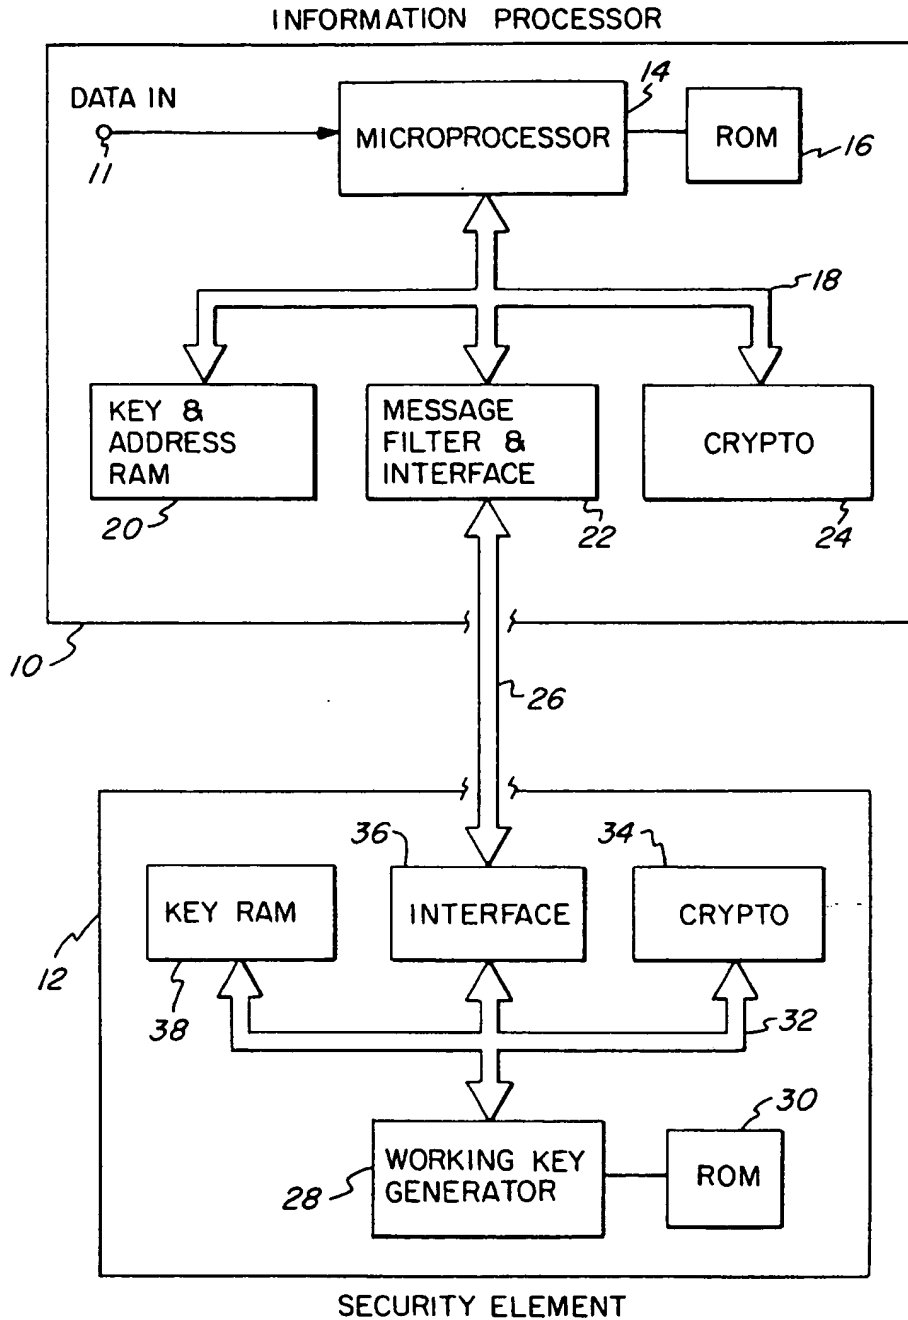 INFORMATION PROCESSOR
DATA IN
11
14
MICROPROCESSOR
ROM
16
18
KEY &
ADDRESS
RAM
20
MESSAGE
FILTER &
INTERFACE
22
CRYPTO
24
10
26
36
34
KEY RAM
INTERFACE
CRYPTO
12
38
32
30
WORKING KEY
GENERATOR
28
ROM
SECURITY ELEMENT